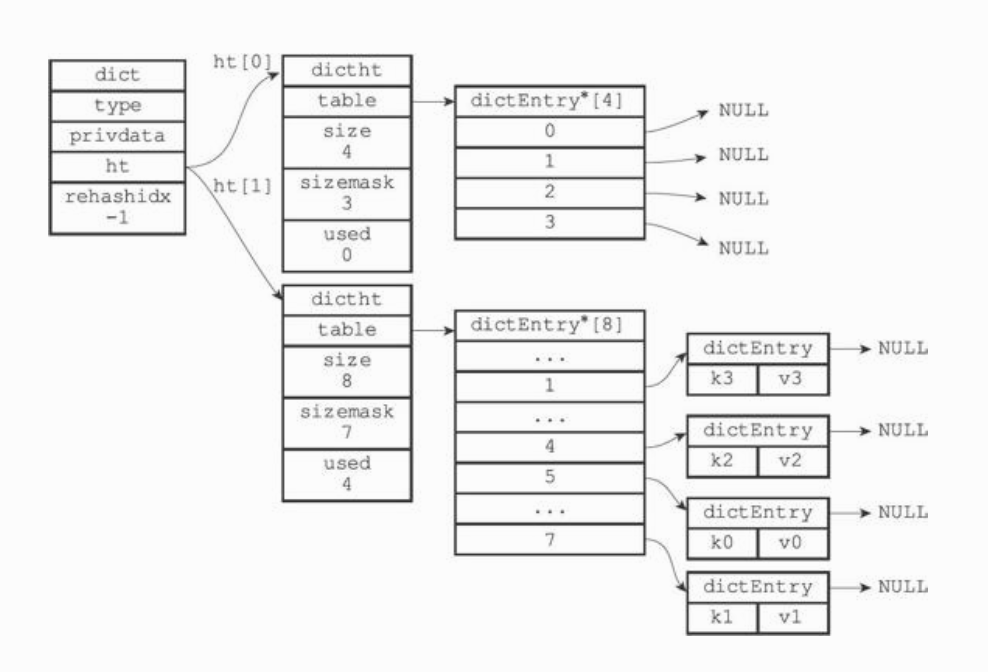 dict
type
privdata
ht
rehashidx
-1
ht[0]
ht[1]
dictht
table
size
4
sizemask
3
used
0
dictEntry*[4]
0
1
2
3
NULL
NULL
NULL
NULL
dictht
table
size
8
sizemask
7
used
4
dictEntry*[8]
...
1
...
4
5
...
7
dictEntry
k3 v3
NULL
dictEntry
k2 v2
NULL
dictEntry
k0 v0
NULL
dictEntry
k1 v1
NULL